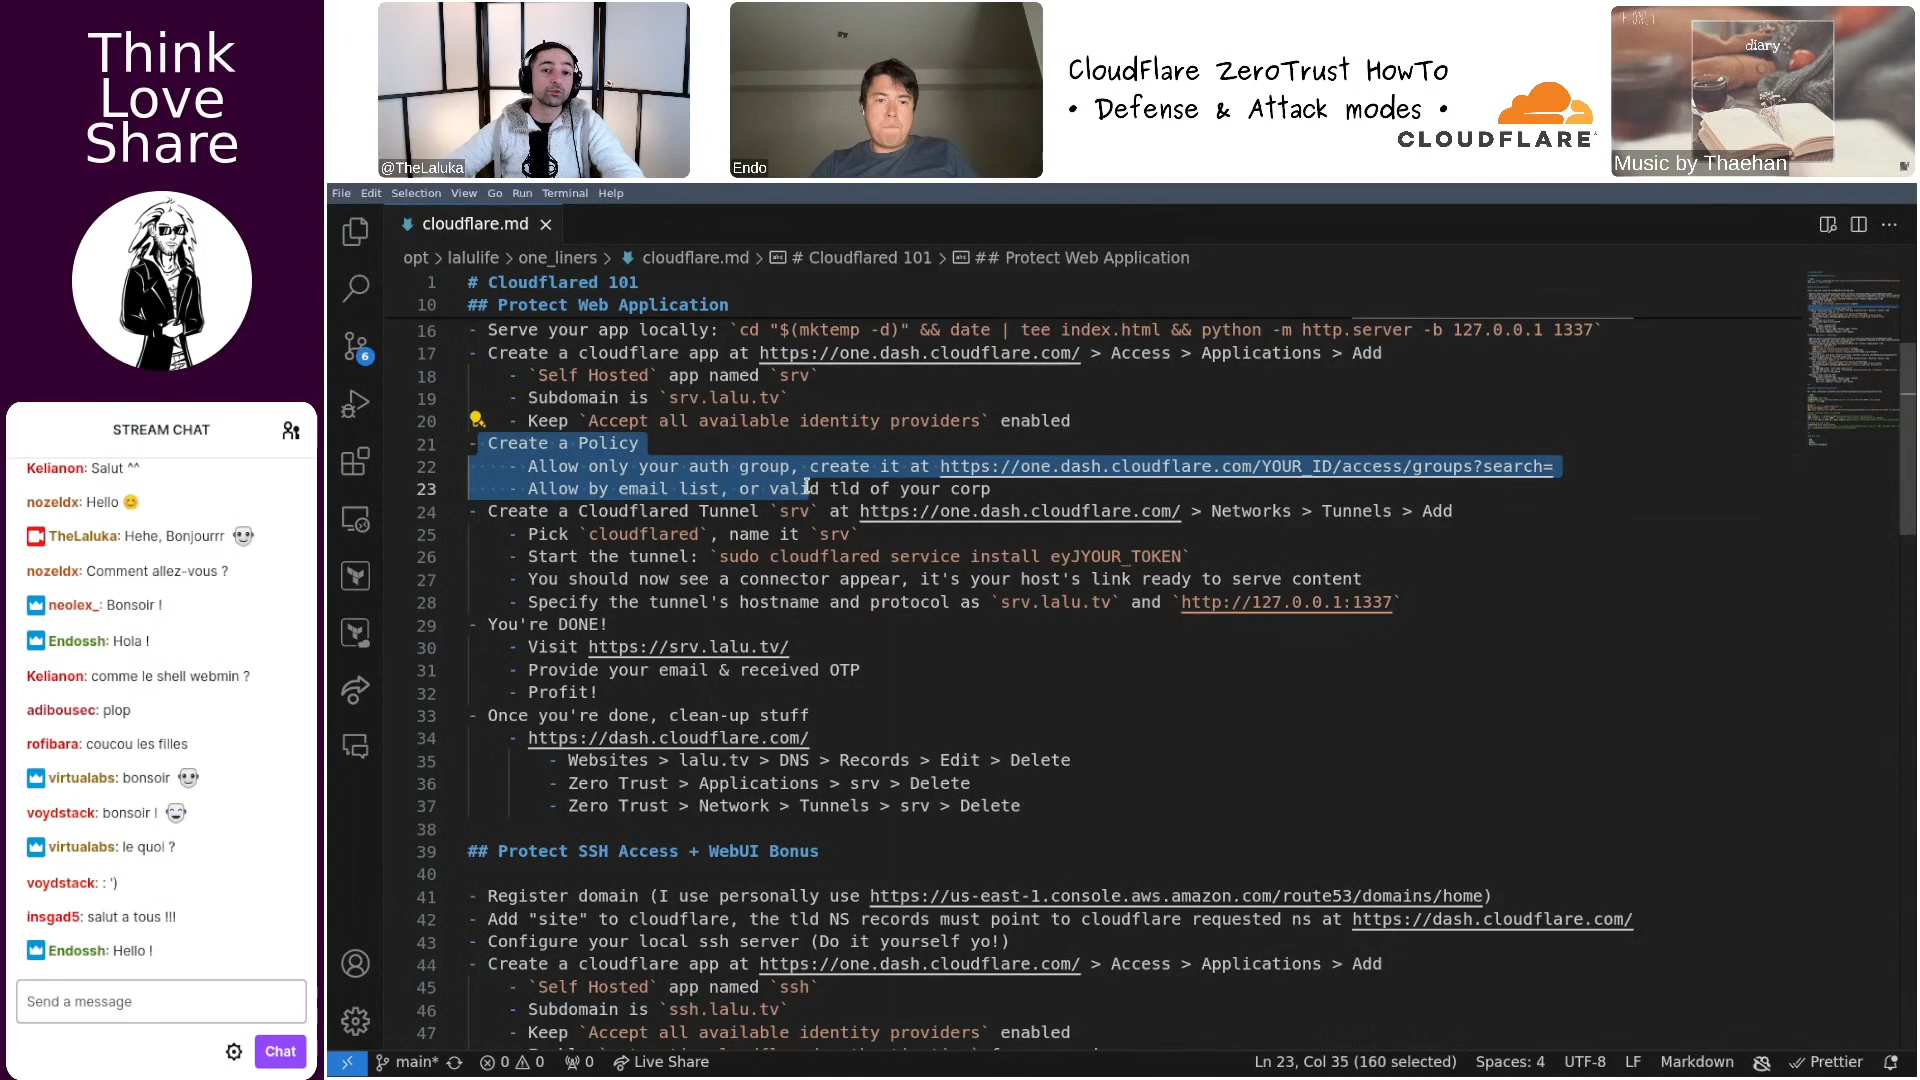 Think
Love
Share
@TheLaluka
Endo
CloudFlare ZeroTrust HowTo
• Defense & Attack modes •
CLOUDFLARE
diary
Music by Thaehan
File Edit Selection View Go Run Terminal Help
cloudflare.md
opt > lalulife > one_liners > cloudflare.md > # Cloudflared 101 > ## Protect Web Application
1 # Cloudflared 101
10 ## Protect Web Application
16 - Serve your app locally: `cd "$(mktemp -d)" && date | tee index.html && python -m http.server -b 127.0.0.1 1337`
17 - Create a cloudflare app at https://one.dash.cloudflare.com/ > Access > Applications > Add
18 - `Self Hosted` app named `srv`
19 - Subdomain is `srv.lalu.tv`
20 - Keep `Accept all available identity providers` enabled
21 - Create a Policy
22 - Allow only your auth group, create it at https://one.dash.cloudflare.com/YOUR_ID/access/groups?search=
23 - Allow by email list, or valid tld of your corp
24 - Create a Cloudflared Tunnel `srv` at https://one.dash.cloudflare.com/ > Networks > Tunnels > Add
25 - Pick `cloudflared`, name it `srv`
26 - Start the tunnel: `sudo cloudflared service install eyJYOUR_TOKEN`
27 - You should now see a connector appear, it's your host's link ready to serve content
28 - Specify the tunnel's hostname and protocol as `srv.lalu.tv` and `http://127.0.0.1:1337`
29 - You're DONE!
30 - Visit https://srv.lalu.tv/
31 - Provide your email & received OTP
32 - Profit!
33 - Once you're done, clean-up stuff
34 - https://dash.cloudflare.com/
35 - Websites > lalu.tv > DNS > Records > Edit > Delete
36 - Zero Trust > Applications > srv > Delete
37 - Zero Trust > Network > Tunnels > srv > Delete
38
39 ## Protect SSH Access + WebUI Bonus
40
41 - Register domain (I use personally use https://us-east-1.console.aws.amazon.com/route53/domains/home)
42 - Add "site" to cloudflare, the tld NS records must point to cloudflare requested ns at https://dash.cloudflare.com/
43 - Configure your local ssh server (Do it yourself yo!)
44 - Create a cloudflare app at https://one.dash.cloudflare.com/ > Access > Applications > Add
45 - `Self Hosted` app named `ssh`
46 - Subdomain is `ssh.lalu.tv`
47 - Keep `Accept all available identity providers` enabled
6
main* 0 0 0 Live Share
Ln 23, Col 35 (160 selected) Spaces: 4 UTF-8 LF Markdown Prettier
STREAM CHAT
Kelianon: Salut ^^
nozeldx: Hello
TheLaluka: Hehe, Bonjourrr
nozeldx: Comment allez-vous ?
neolex_: Bonsoir !
Endossh: Hola !
Kelianon: comme le shell webmin ?
adibousec: plop
rofibara: coucou les filles
virtualabs: bonsoir
voydstack: bonsoir !
virtualabs: le quoi ?
voydstack: : ')
insgad5: salut a tous !!!
Endossh: Hello !
Send a message
Chat